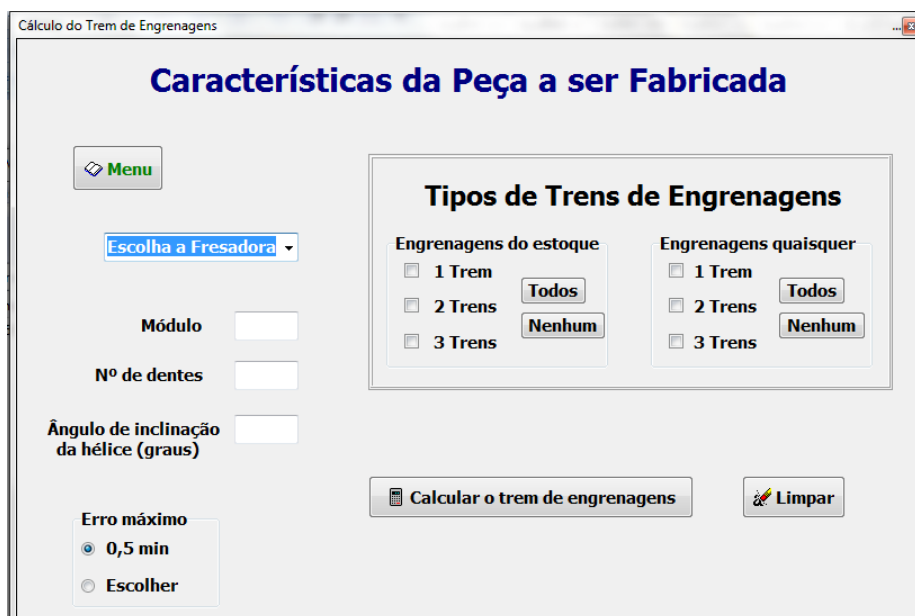 Cálculo do Trem de Engrenagens
Características da Peça a ser Fabricada
Menu
Escolha a Fresadora
Módulo
Nº de dentes
Ângulo de inclinação
da hélice (graus)
Erro máximo
0,5 min
Escolher
Tipos de Trens de Engrenagens
Engrenagens do estoque
1 Trem
2 Trens
3 Trens
Todos
Nenhum
Engrenagens quaisquer
1 Trem
2 Trens
3 Trens
Todos
Nenhum
Calcular o trem de engrenagens
Limpar